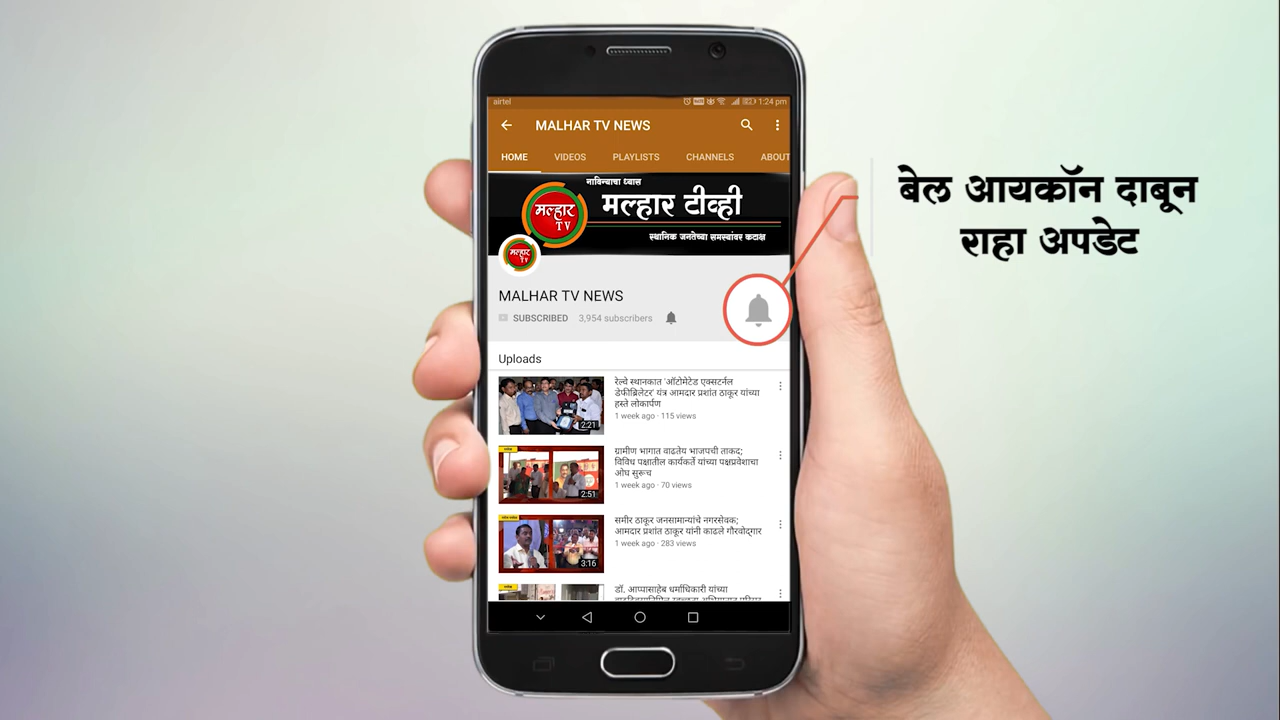 airtel
1:24 pm
MALHAR TV NEWS
HOME
VIDEOS
PLAYLISTS
CHANNELS
ABOUT
नाविन्याचा ध्यास
मल्हार टीव्ही
मल्हार
TV
स्थानिक जनतेच्या समस्यांवर कटाक्ष
मल्हार
TV
MALHAR TV NEWS
SUBSCRIBED
3,954 subscribers
बेल आयकॉन दाबून
राहा अपडेट
Uploads
रेल्वे स्थानकात 'ऑटोमेटेड एक्सटर्नल
डेफीब्रिलेटर' यंत्र आमदार प्रशांत ठाकूर यांच्या
हस्ते लोकार्पण
1 week ago · 115 views
2:21
ग्रामीण भागात वाढतेय भाजपची ताकद;
विविध पक्षातील कार्यकर्ते यांच्या पक्षप्रवेशाचा
ओघ सुरूच
1 week ago · 70 views
2:51
समीर ठाकूर जनसामान्यांचे नगरसेवक;
आमदार प्रशांत ठाकूर यांनी काढले गौरवोद्गार
1 week ago · 283 views
3:16
डॉ. आप्पासाहेब धर्माधिकारी यांच्या